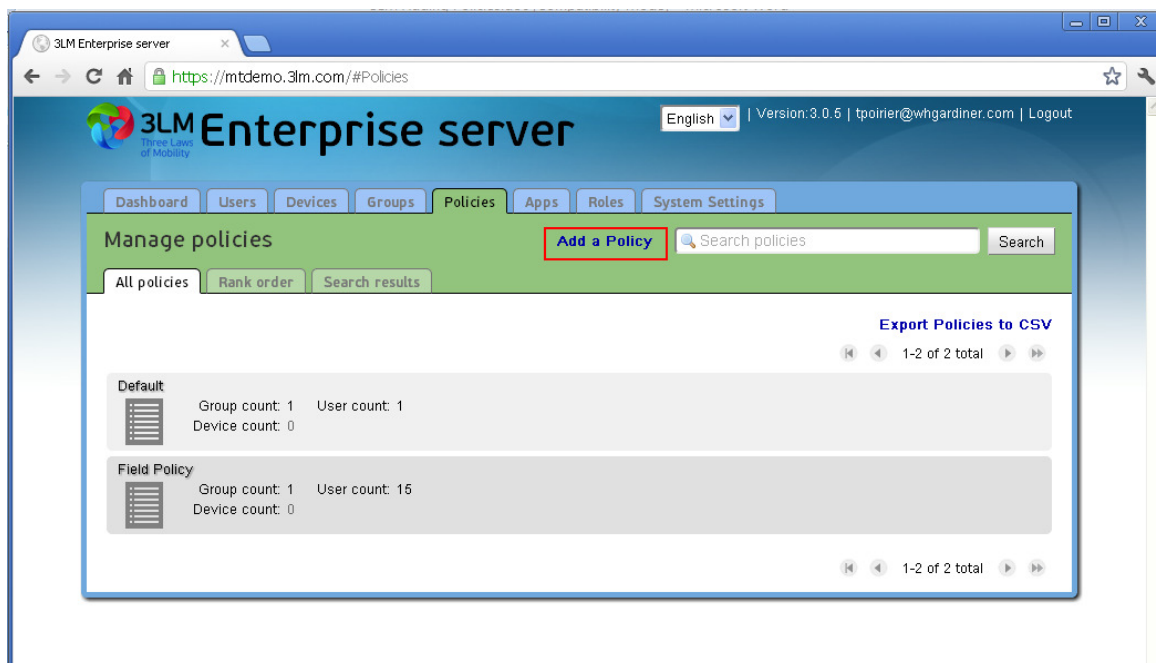 3LM Enterprise server
https://mtdemo.3lm.com/#Policies
3LM
Three Laws
of Mobility
Enterprise server
English | Version:3.0.5 | tpoirier@whgardiner.com | Logout
Dashboard Users Devices Groups Policies Apps Roles System Settings
Manage policies Add a Policy Search policies Search
All policies Rank order Search results
Export Policies to CSV
1-2 of 2 total
Default
Group count: 1 User count: 1
Device count: 0
Field Policy
Group count: 1 User count: 15
Device count: 0
1-2 of 2 total